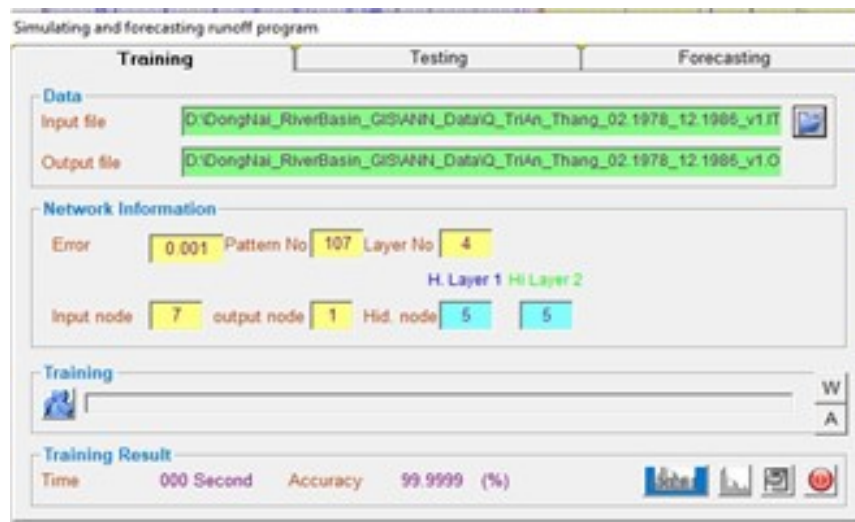 Simulating and forecasting runoff program
Training Testing Forecasting
Data
Input file D:\DongNai_RiverBasin_GIS\ANN_Data\Q_TriAn_Thang_02.1978_12.1986_v1.IT
Output file D:\DongNai_RiverBasin_GIS\ANN_Data\Q_TriAn_Thang_02.1978_12.1986_v1.O
Network Information
Error 0.001 Pattern No 107 Layer No 4
H. Layer 1 Hi Layer 2
Input node 7 output node 1 Hid. node 5 5
Training
W
A
Training Result
Time 000 Second Accuracy 99.9999 (%)